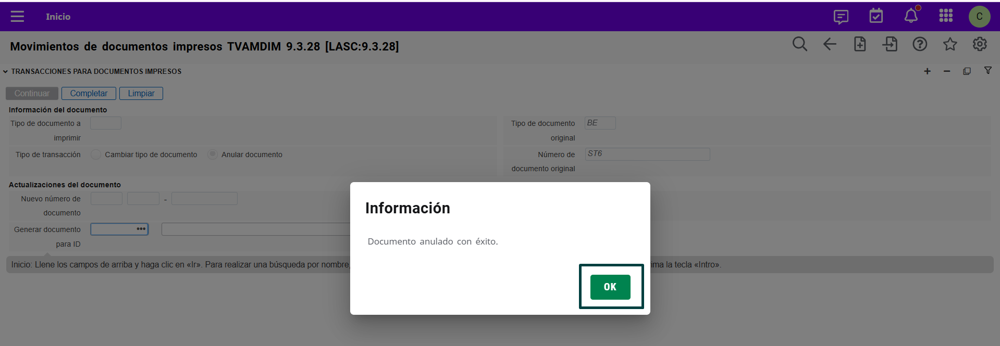 Inicio
C
Movimientos de documentos impresos TVAMDIM 9.3.28 [LASC:9.3.28]
TRANSACCIONES PARA DOCUMENTOS IMPRESOS
Continuar Completar Limpiar
Información del documento
Tipo de documento a imprimir
Tipo de documento original BE
Tipo de transacción Cambiar tipo de documento Anular documento
Número de documento original ST6
Actualizaciones del documento
Nuevo número de documento -
Generar documento para ID •••
Inicio: Llene los campos de arriba y haga clic en «Ir». Para realizar una búsqueda por nombre, la tecla «Intro».
Información
Documento anulado con éxito.
OK